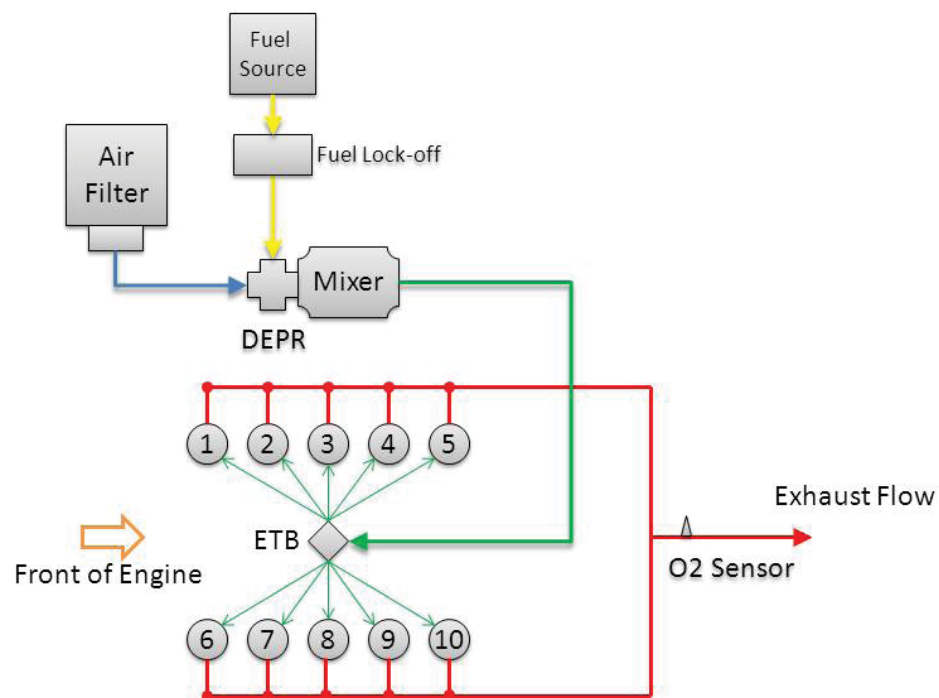 Fuel
Source
Air
Filter
Fuel Lock-off
Mixer
DEPR
1
2
3
4
5
Exhaust Flow
ETB
O2 Sensor
Front of Engine
6
7
8
9
10